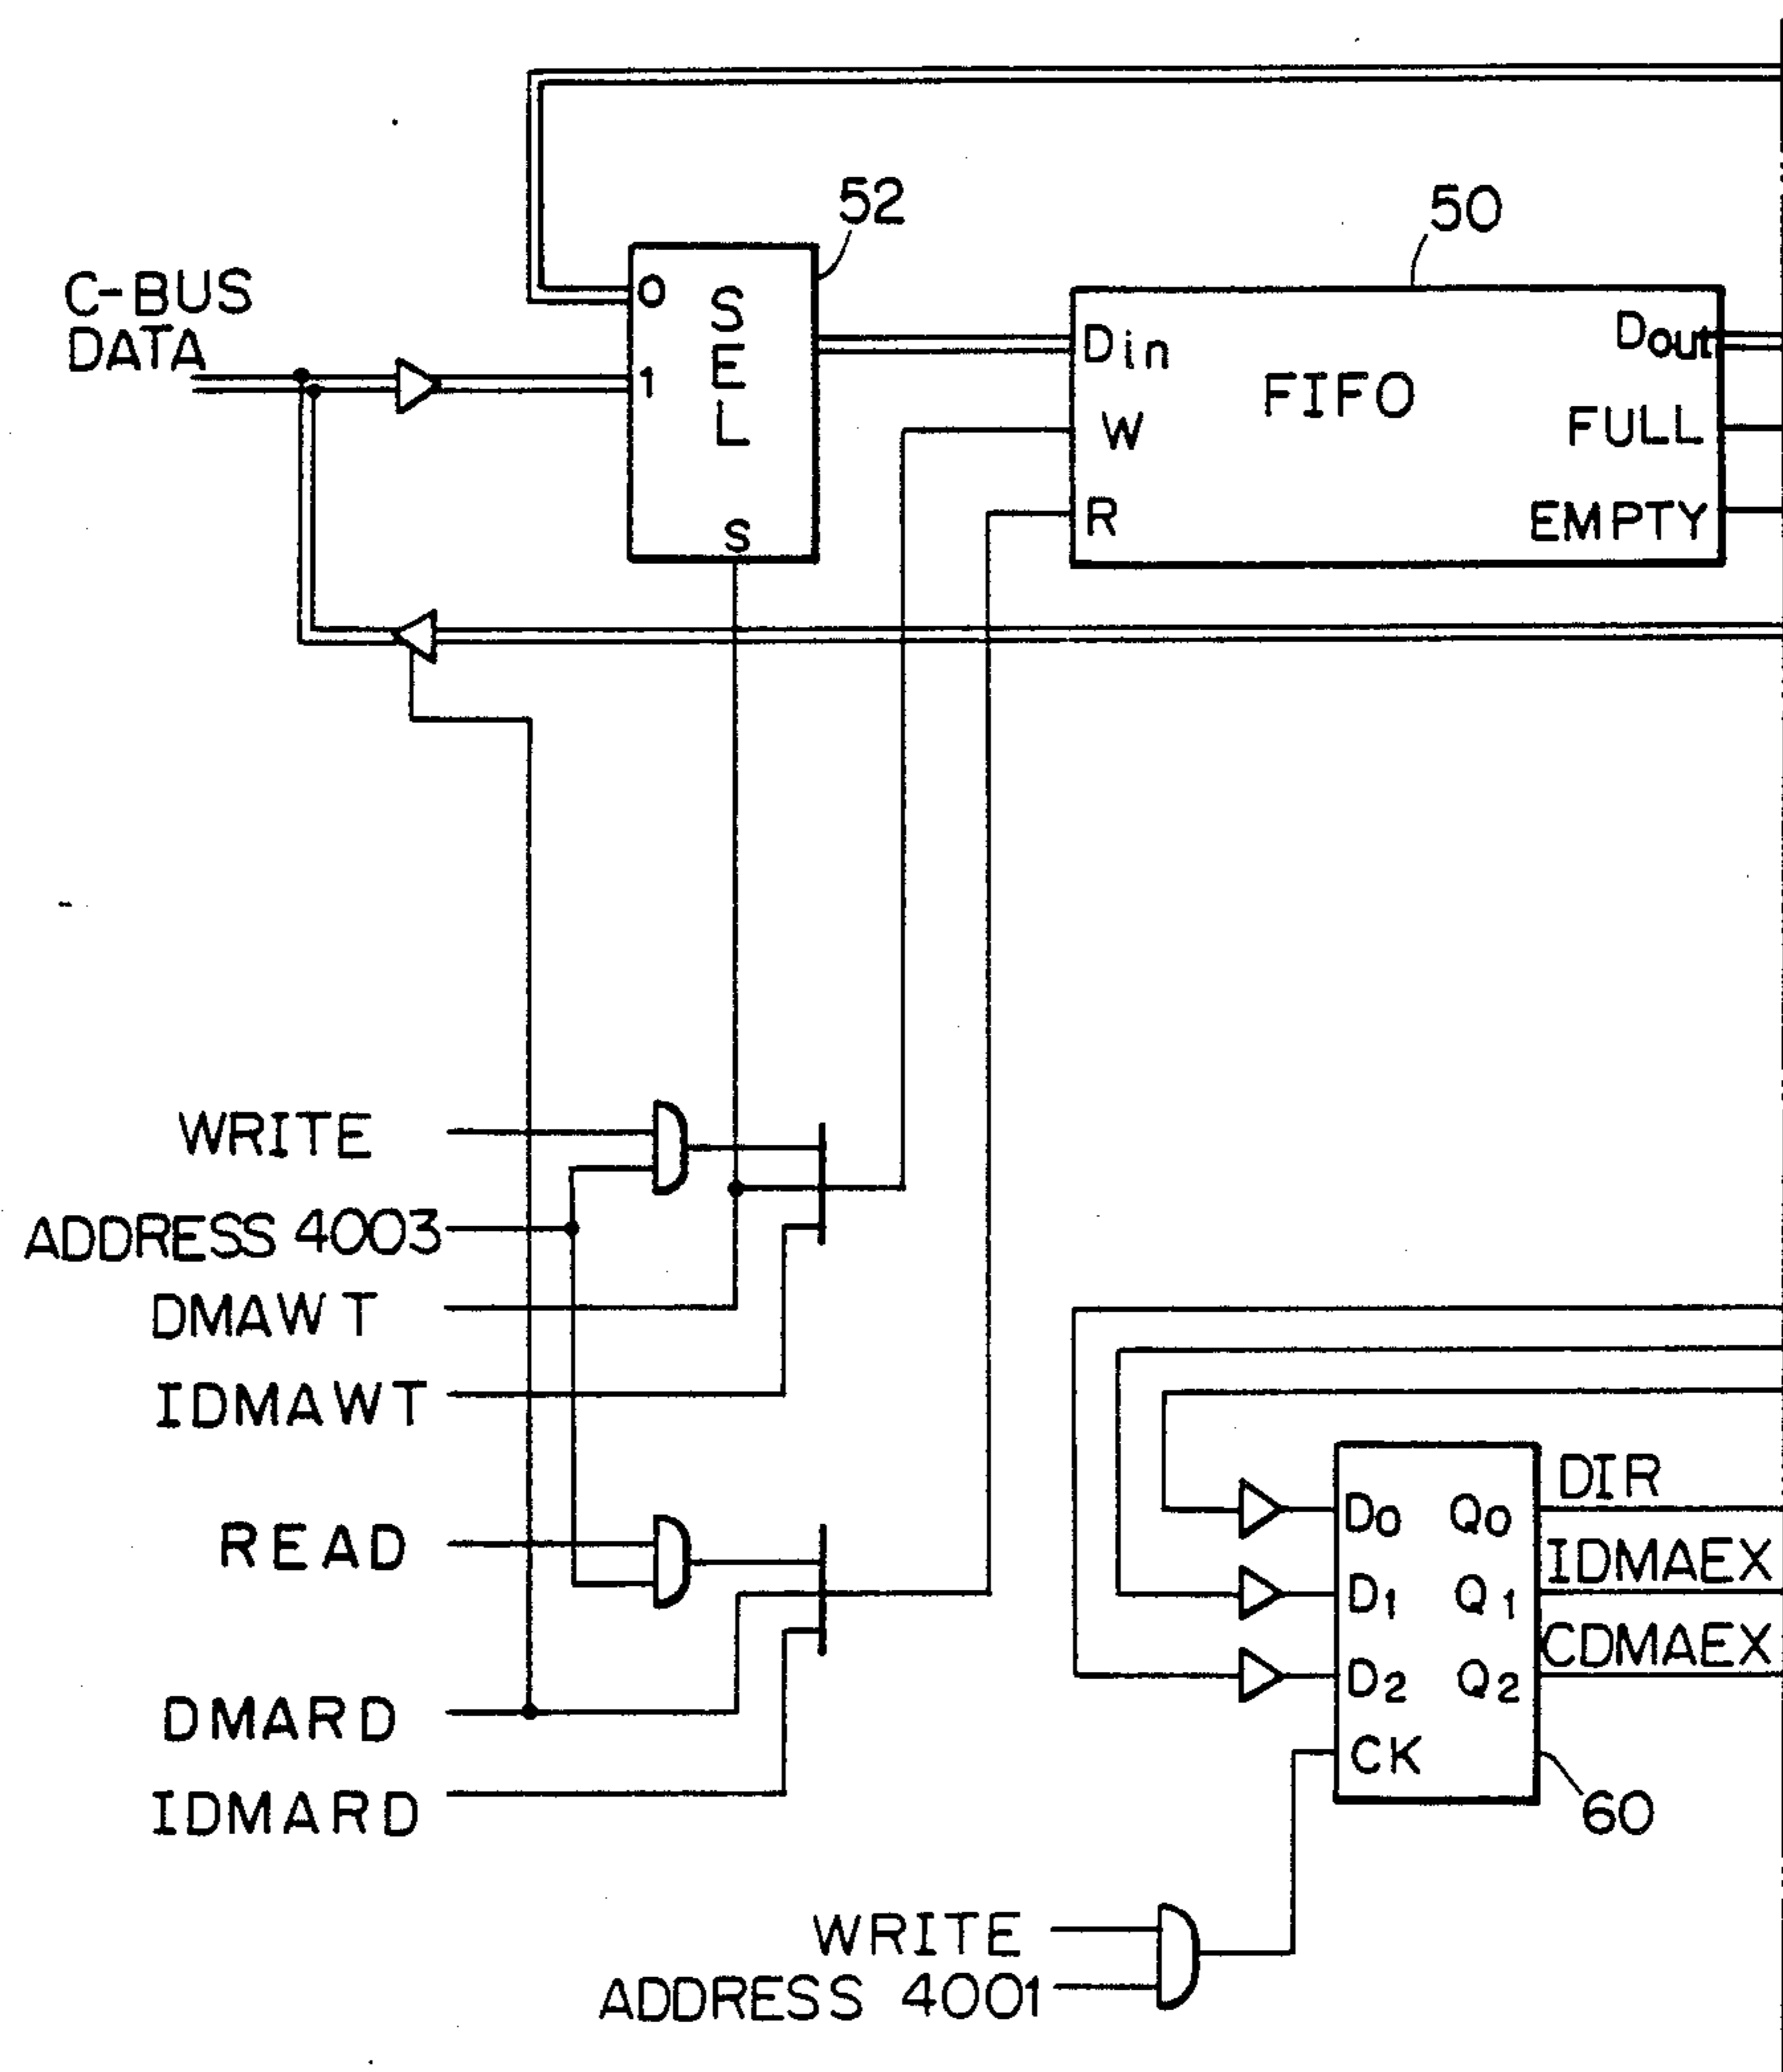 52
50
C-BUS
DATA
0
1
SEL
S
Din
W
R
FIFO
Dout
FULL
EMPTY
WRITE
ADDRESS 4003
DMAWT
IDMAWT
READ
DMARD
IDMARD
D0
D1
D2
CK
Q0
Q1
Q2
DIR
IDMAEX
CDMAEX
60
WRITE
ADDRESS 4001